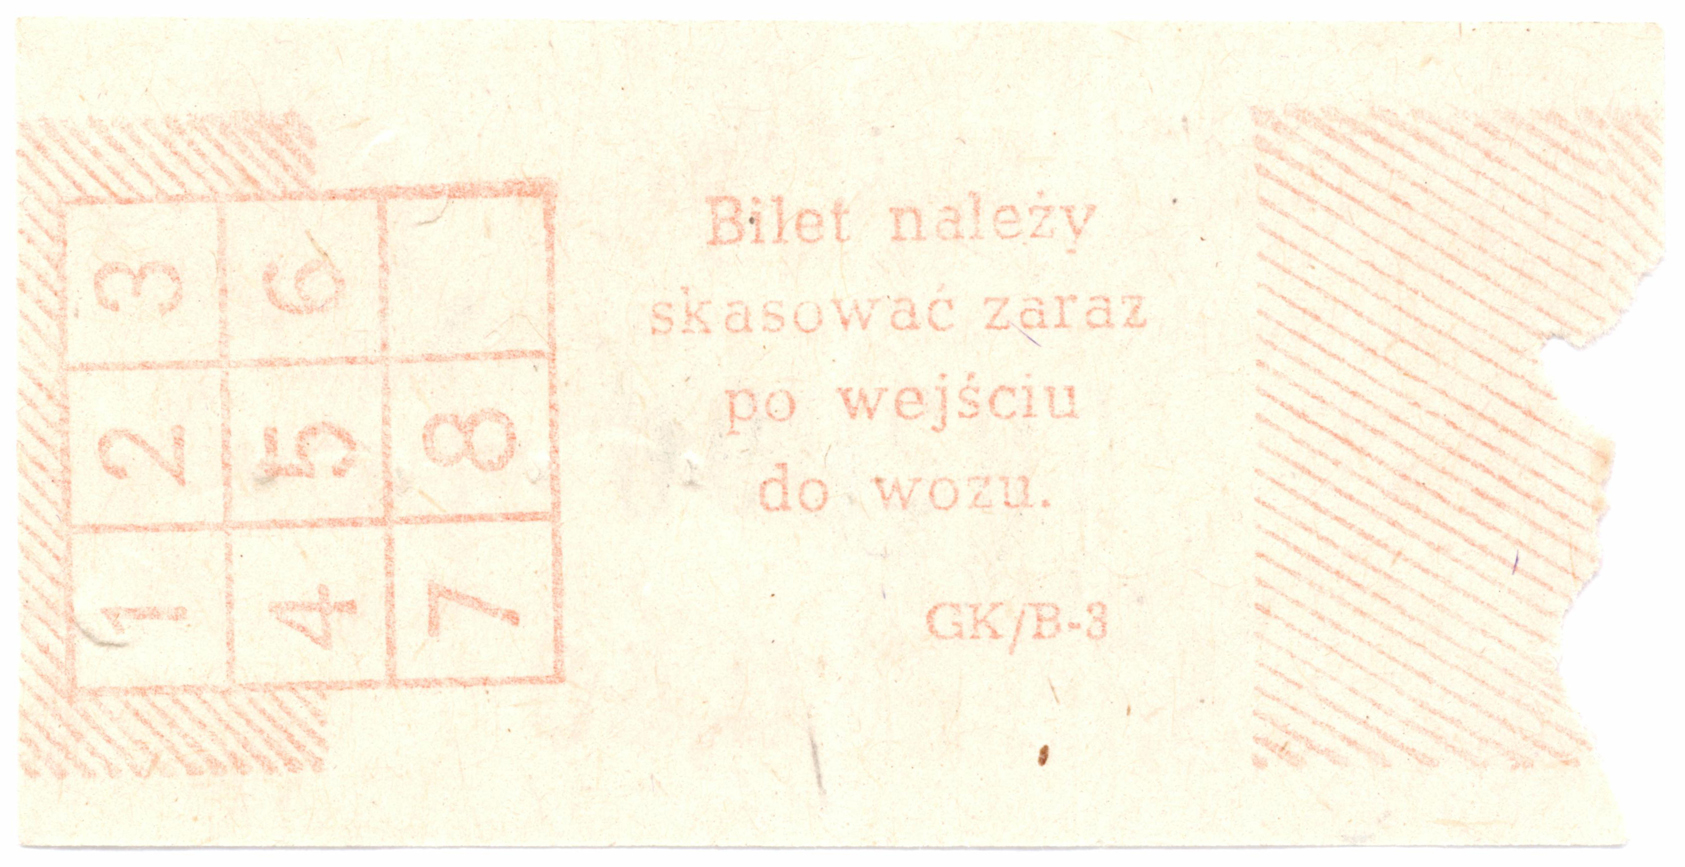 3 6
2 5 8
1 4 7
Bilet należy
skasować zaraz
po wejściu
do wozu.
GK/B-3